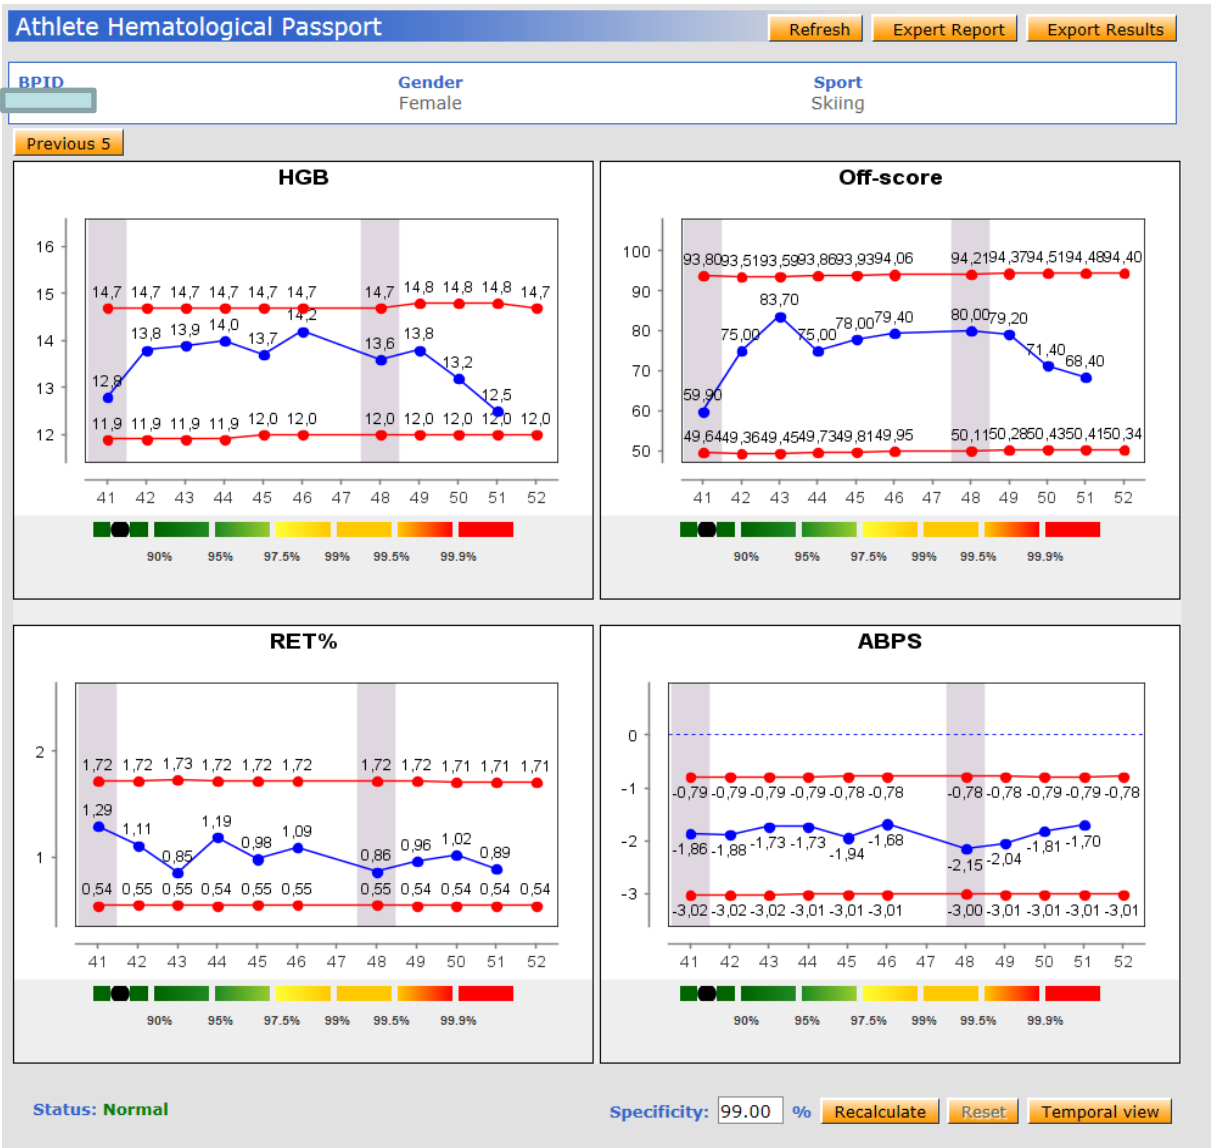 Athlete Hematological Passport
Refresh Expert Report Export Results
BPID Gender Sport
Female Skiing
Previous 5
HGB
16
15
14
13
12
14,7 14,7 14,7 14,7 14,7 14,7 14,7 14,8 14,8 14,8 14,7
12,8 13,8 13,9 14,0 13,7 14,2 13,6 13,8 13,2 12,5
11,9 11,9 11,9 11,9 12,0 12,0 12,0 12,0 12,0 12,0 12,0
41 42 43 44 45 46 47 48 49 50 51 52
90% 95% 97.5% 99% 99.5% 99.9%
Off-score
100
90
80
70
60
50
93,80 93,51 93,59 93,86 93,93 94,06 94,21 94,37 94,51 94,48 94,40
59,90 75,00 83,70 75,00 78,00 79,40 80,00 79,20 71,40 68,40
49,64 49,36 49,45 49,73 49,81 49,95 50,11 50,28 50,43 50,41 50,34
41 42 43 44 45 46 47 48 49 50 51 52
90% 95% 97.5% 99% 99.5% 99.9%
RET%
2
1
1,72 1,72 1,73 1,72 1,72 1,72 1,72 1,72 1,71 1,71 1,71
1,29 1,11 0,85 1,19 0,98 1,09 0,86 0,96 1,02 0,89
0,54 0,55 0,55 0,54 0,55 0,55 0,55 0,54 0,54 0,54 0,54
41 42 43 44 45 46 47 48 49 50 51 52
90% 95% 97.5% 99% 99.5% 99.9%
ABPS
0
-1
-2
-3
-0,79 -0,79 -0,79 -0,79 -0,78 -0,78 -0,78 -0,78 -0,79 -0,79 -0,78
-1,86 -1,88 -1,73 -1,73 -1,94 -1,68 -2,15 -2,04 -1,81 -1,70
-3,02 -3,02 -3,02 -3,01 -3,01 -3,01 -3,00 -3,01 -3,01 -3,01 -3,01
41 42 43 44 45 46 47 48 49 50 51 52
90% 95% 97.5% 99% 99.5% 99.9%
Status: Normal
Specificity: 99.00 % Recalculate Reset Temporal view